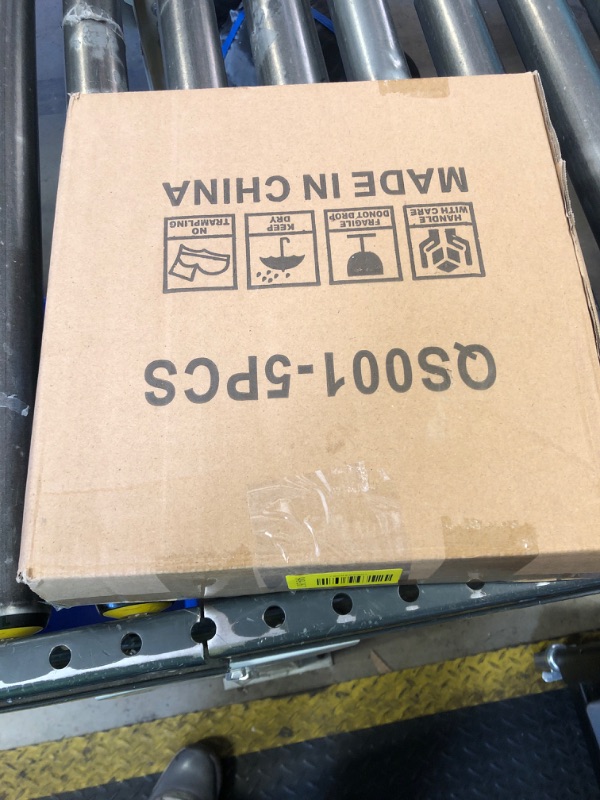 QS001-5PCS
HANDLE
WITH CARE
FRAGILE
DONOT DROP
KEEP
DRY
NO
TRAMPLING
MADE IN CHINA